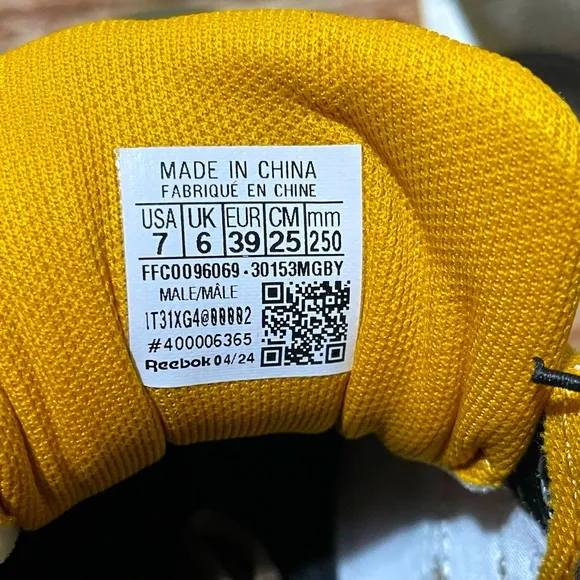 MADE IN CHINA
FABRIQUÉ EN CHINE
USA UK EUR CM mm
7 6 39 25 250
FFC0096069-30153MGBY
MALE/MÂLE
1T31XG4@00002
#400006365
Reebok 04/24